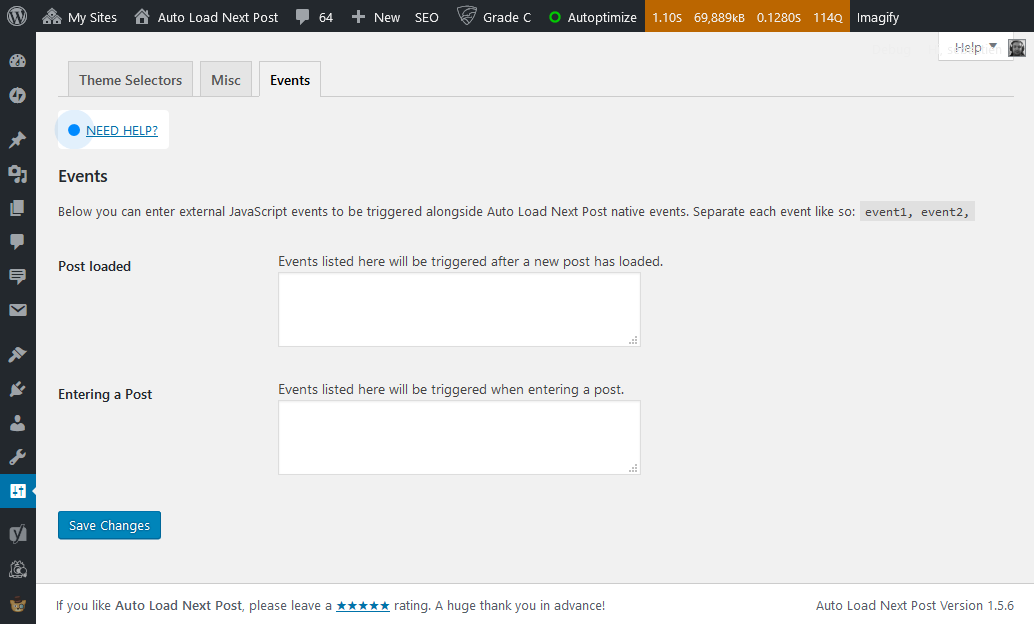 My Sites Auto Load Next Post 64 New SEO Grade C Autoptimize 1.10S 69,889KB 0.1280S 114Q Imagify
Help
Theme Selectors Misc Events
NEED HELP?
Events
Below you can enter external JavaScript events to be triggered alongside Auto Load Next Post native events. Separate each event like so: event1, event2,
Post loaded
Events listed here will be triggered after a new post has loaded.
Entering a Post
Events listed here will be triggered when entering a post.
Save Changes
If you like Auto Load Next Post, please leave a ★★★★★ rating. A huge thank you in advance!
Auto Load Next Post Version 1.5.6